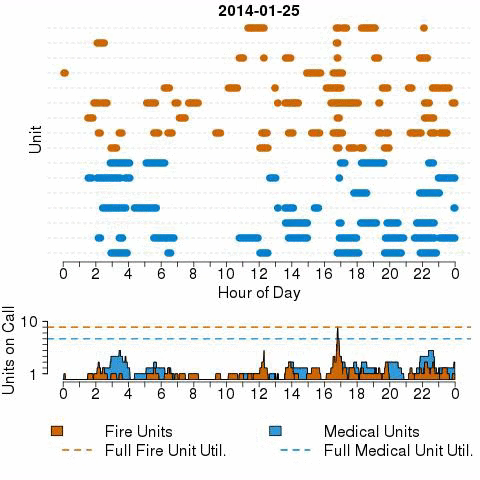 2014-01-25
Unit
0 2 4 6 8 10 12 14 16 18 20 22 0
Hour of Day
Units on Call
10
1
0 2 4 6 8 10 12 14 16 18 20 22 0
Fire Units Medical Units
Full Fire Unit Util. Full Medical Unit Util.